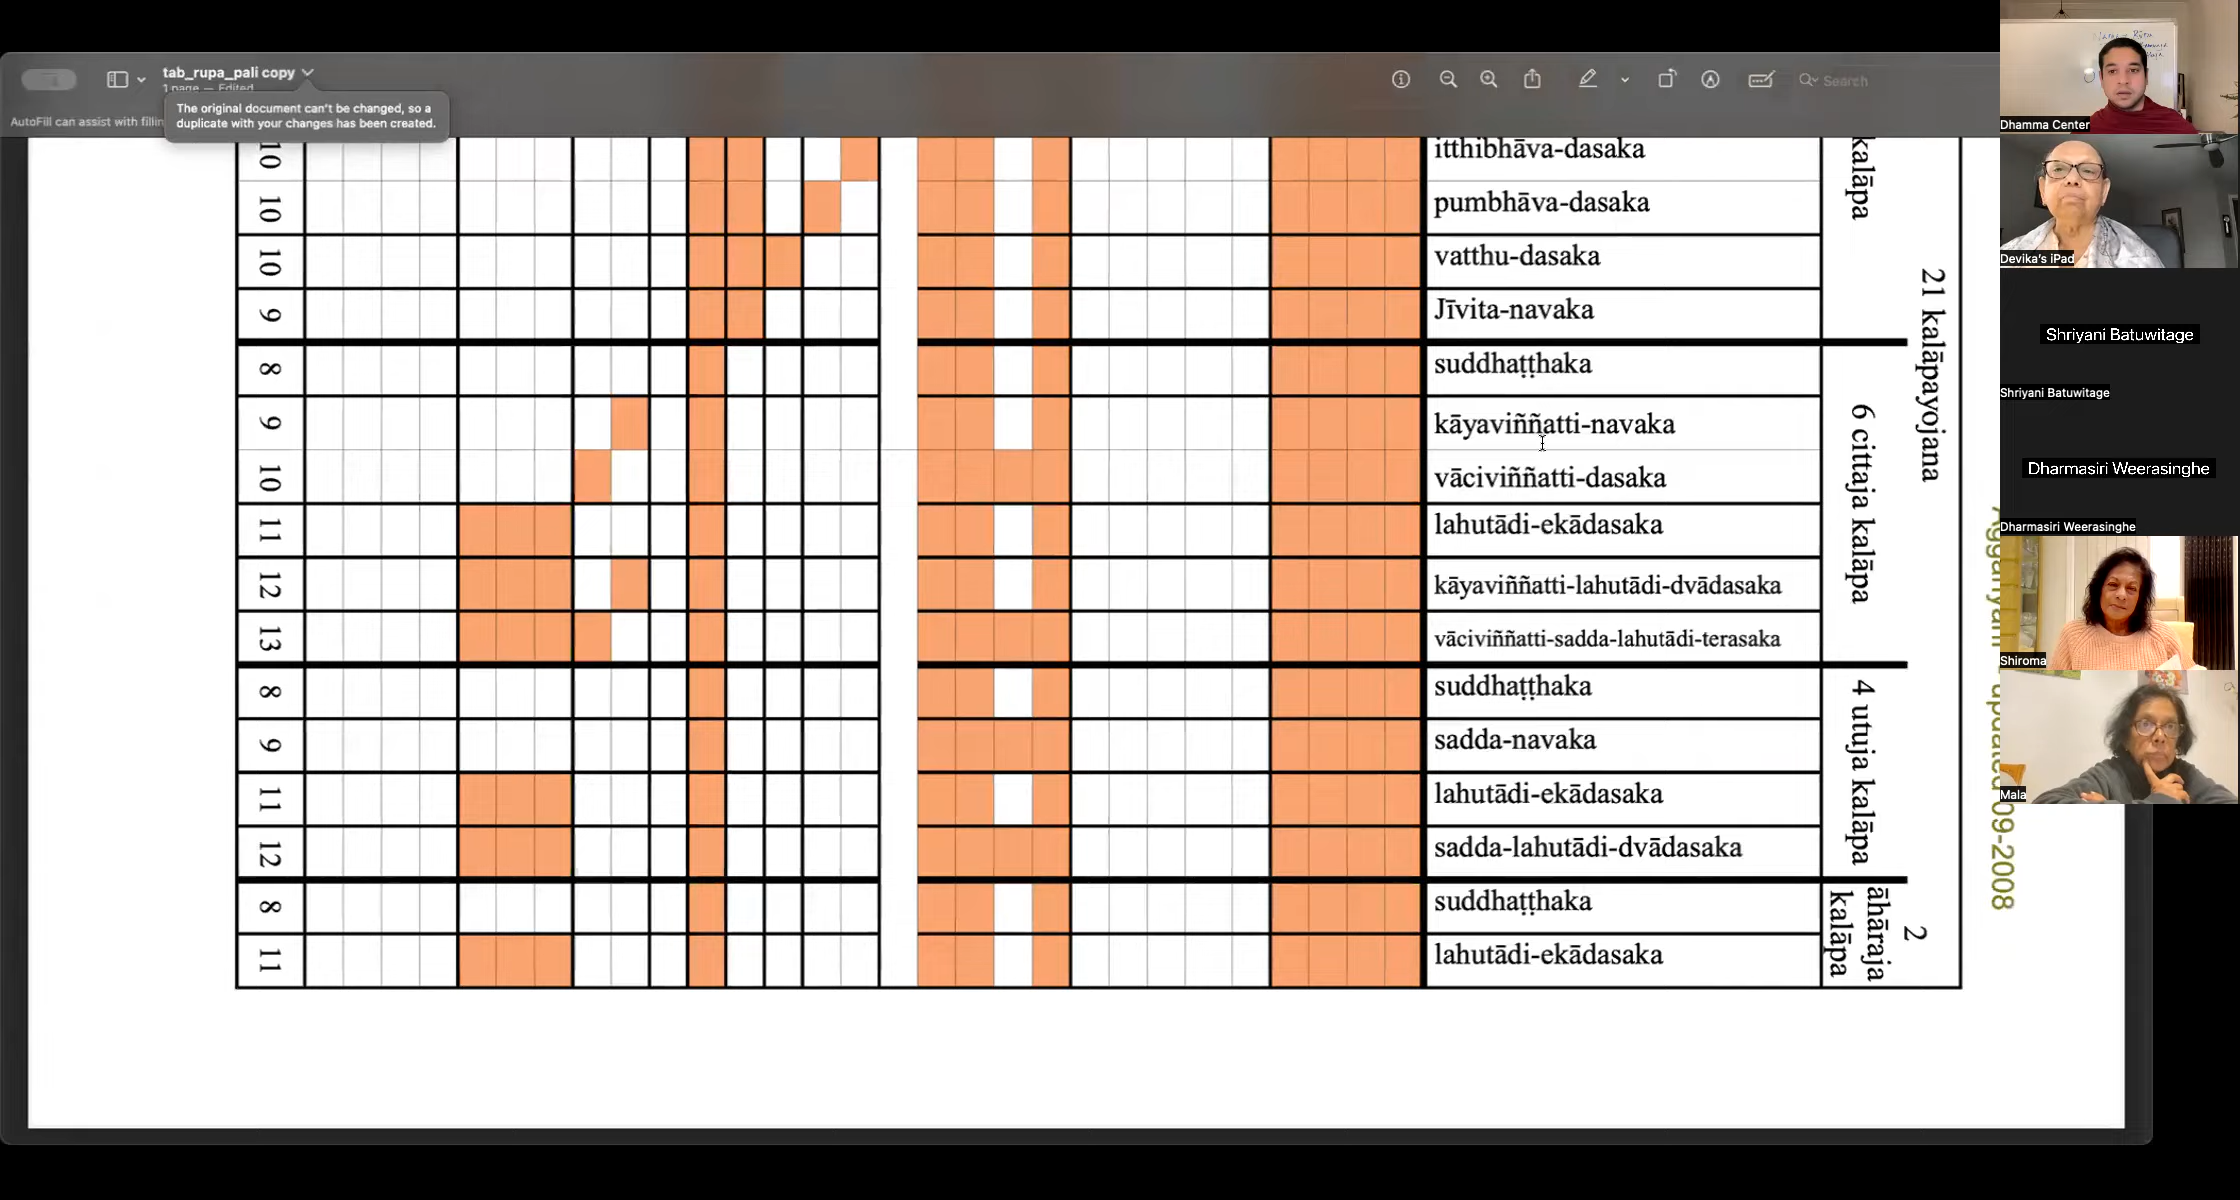 tab_rupa_pali copy
1 page — Edited
The original document can't be changed, so a
duplicate with your changes has been created.
AutoFill can assist with fillin
Search
10 itthibhāva-dasaka
10 pumbhāva-dasaka
10 vatthu-dasaka
9 Jīvita-navaka
kalāpa
8 suddhaṭṭhaka
9 kāyaviññatti-navaka
10 vāciviññatti-dasaka
11 lahutādi-ekādasaka
12 kāyaviññatti-lahutādi-dvādasaka
13 vāciviññatti-sadda-lahutādi-terasaka
6 cittaja kalāpa
8 suddhaṭṭhaka
9 sadda-navaka
11 lahutādi-ekādasaka
12 sadda-lahutādi-dvādasaka
4 utuja kalāpa
8 suddhaṭṭhaka
11 lahutādi-ekādasaka
2
āhāraja
kalāpa
21 kalāpayojana
09-2008
Dhamma Center
Devika's iPad
Shriyani Batuwitage
Shriyani Batuwitage
Dharmasiri Weerasinghe
Dharmasiri Weerasinghe
Shiroma
Mala